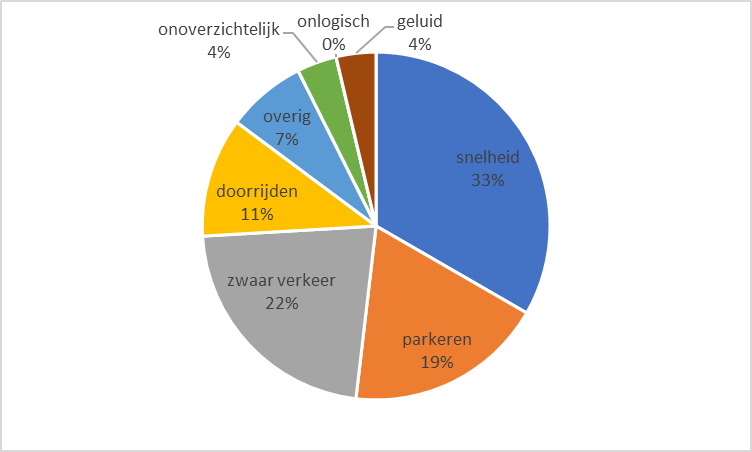 onoverzichtelijk
4%
onlogisch
0%
geluid
4%
snelheid
33%
parkeren
19%
zwaar verkeer
22%
doorrijden
11%
overig
7%